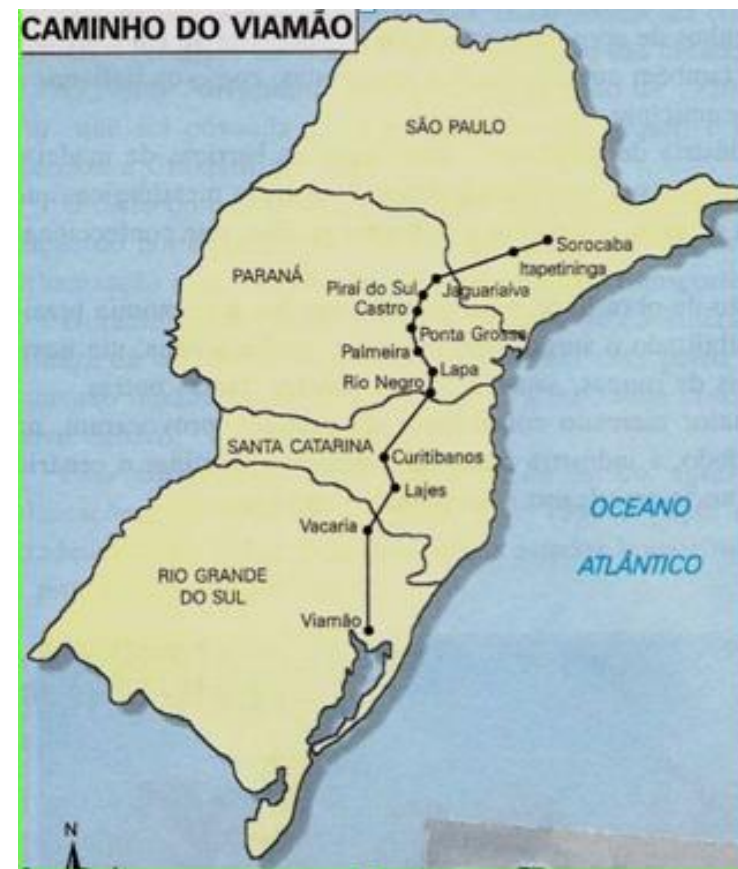 CAMINHO DO VIAMÃO
SÃO PAULO
Sorocaba
Itapetininga
PARANÁ
Piraí do Sul
Jaguariaíva
Castro
Ponta Grossa
Palmeira
Lapa
Rio Negro
SANTA CATARINA
Curitibanos
Lajes
OCEANO
ATLÂNTICO
Vacaria
RIO GRANDE
DO SUL
Viamão
N